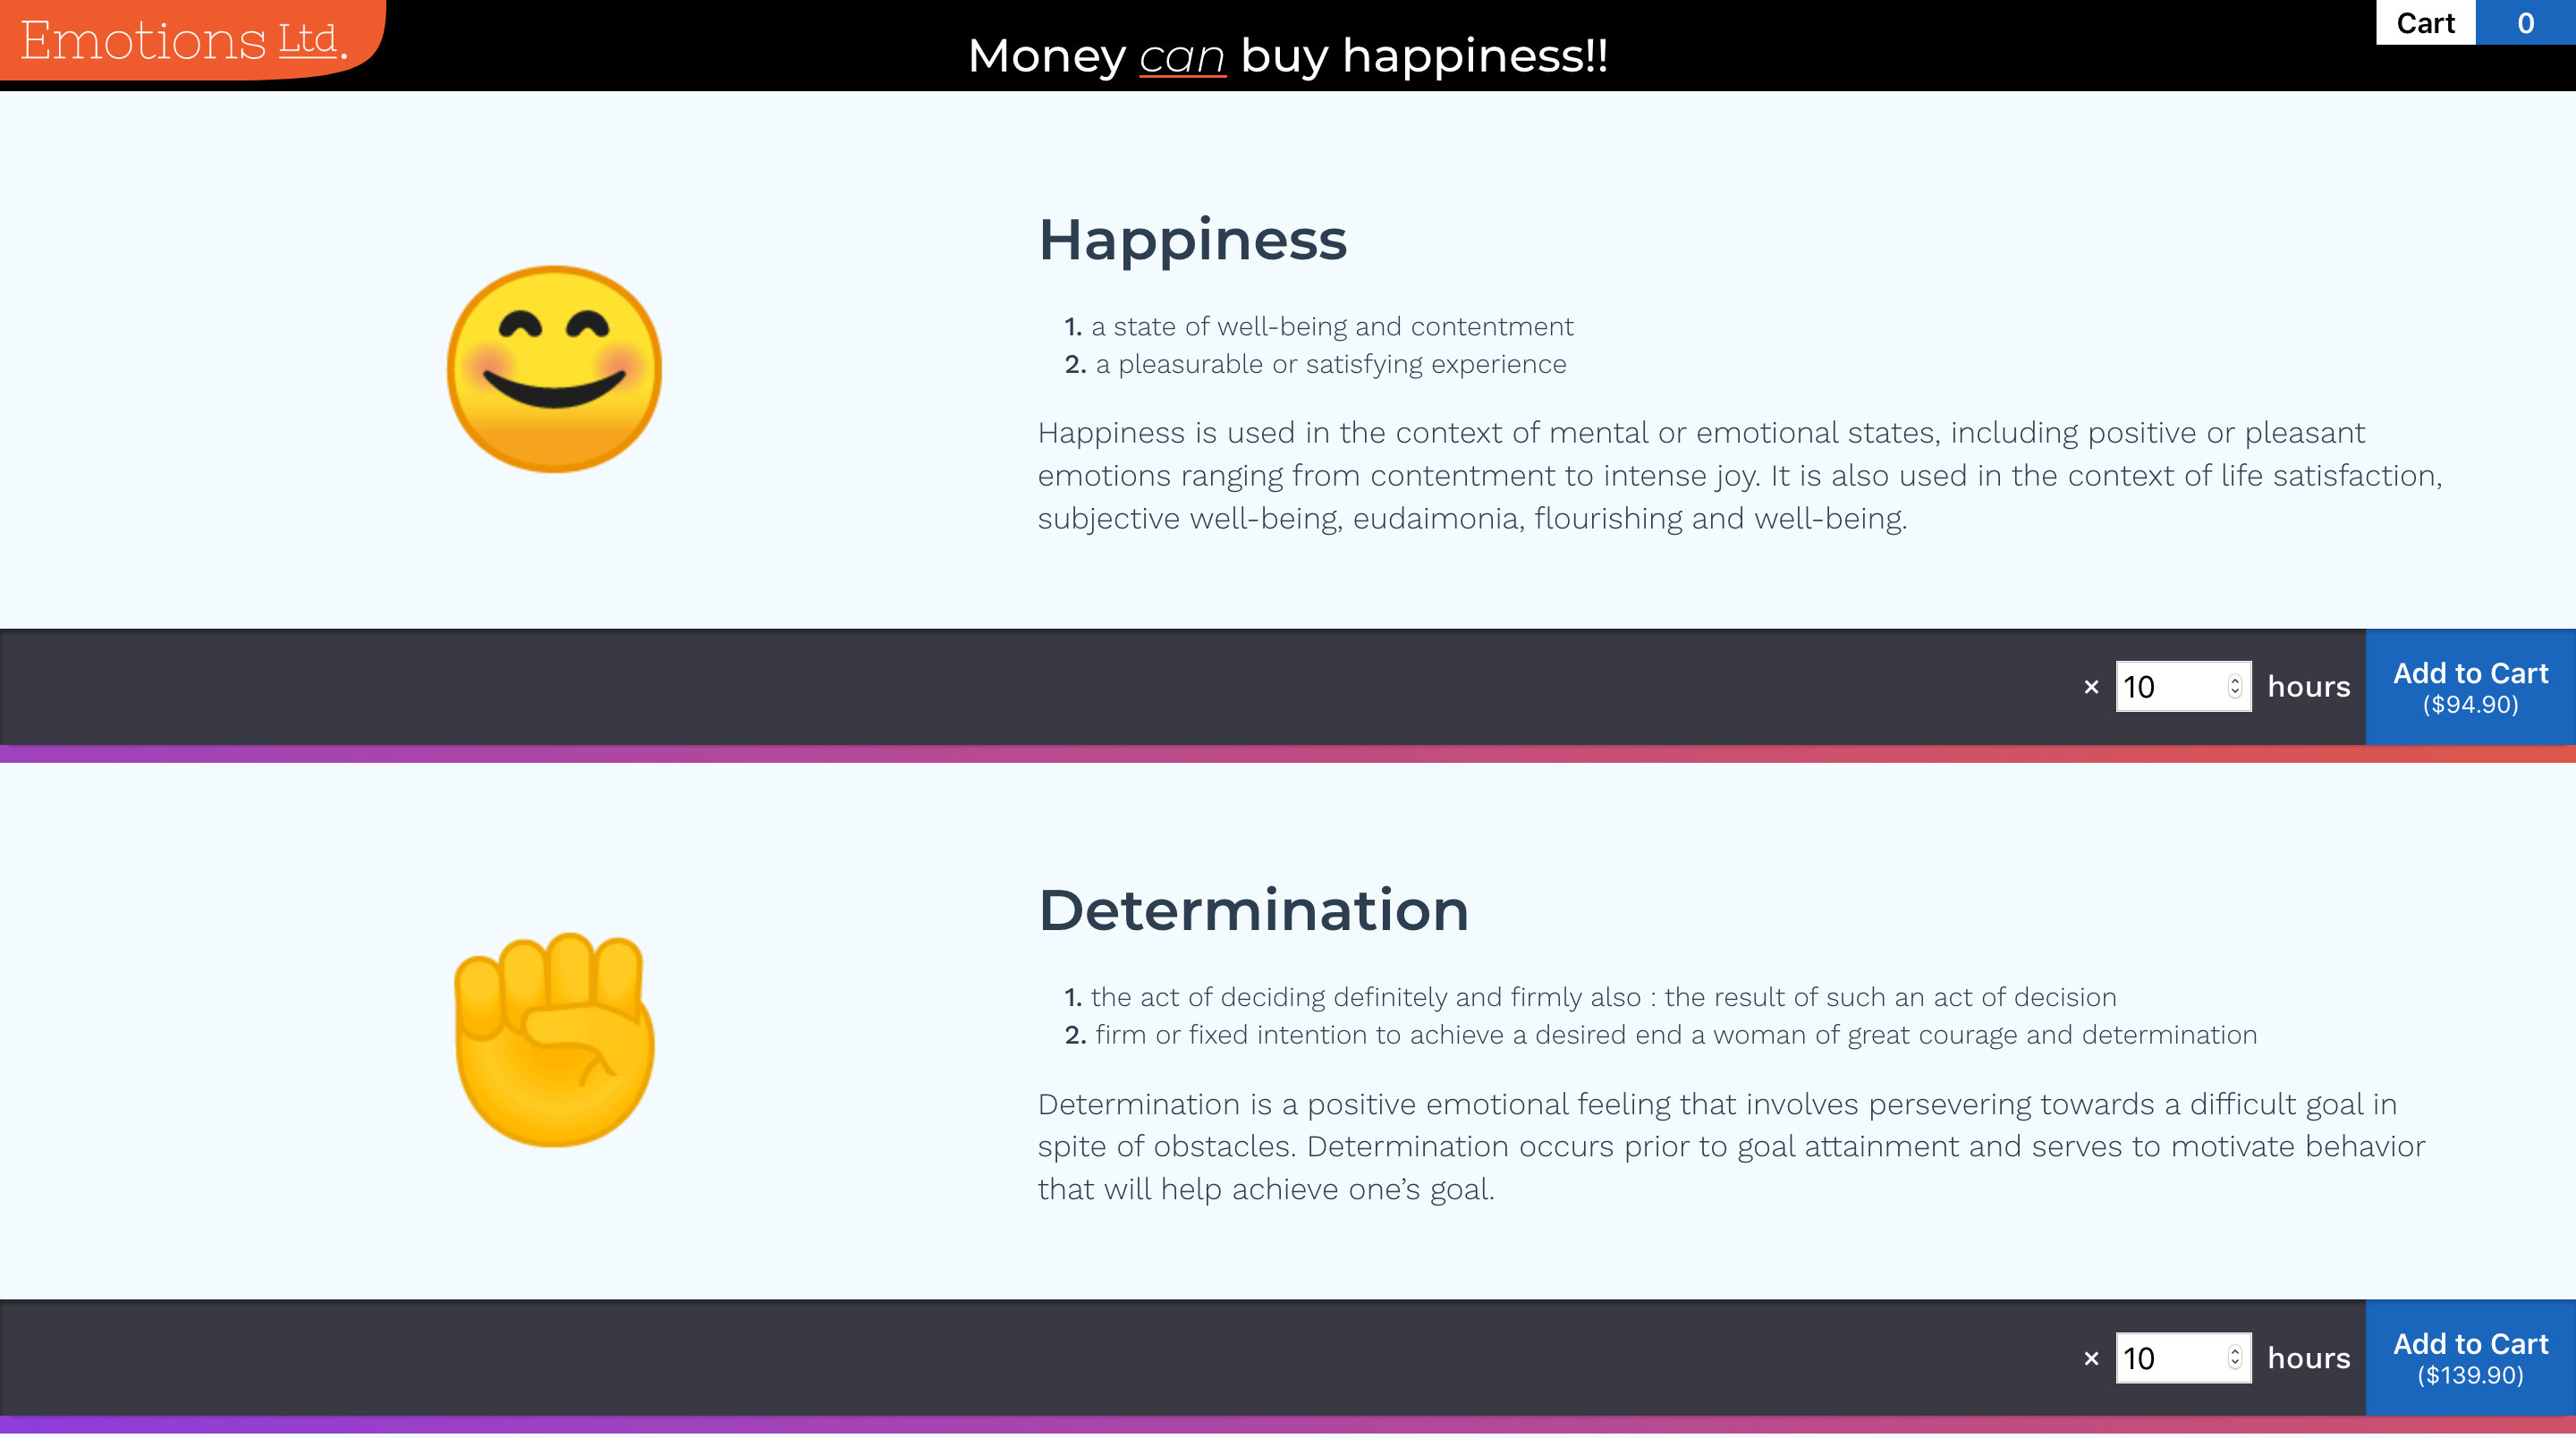 Emotions Ltd.
Money can buy happiness!!
Cart 0
Happiness
1. a state of well-being and contentment
2. a pleasurable or satisfying experience
Happiness is used in the context of mental or emotional states, including positive or pleasant
emotions ranging from contentment to intense joy. It is also used in the context of life satisfaction,
subjective well-being, eudaimonia, flourishing and well-being.
× 10 hours
Add to Cart
($94.90)
Determination
1. the act of deciding definitely and firmly also : the result of such an act of decision
2. firm or fixed intention to achieve a desired end a woman of great courage and determination
Determination is a positive emotional feeling that involves persevering towards a difficult goal in
spite of obstacles. Determination occurs prior to goal attainment and serves to motivate behavior
that will help achieve one’s goal.
× 10 hours
Add to Cart
($139.90)